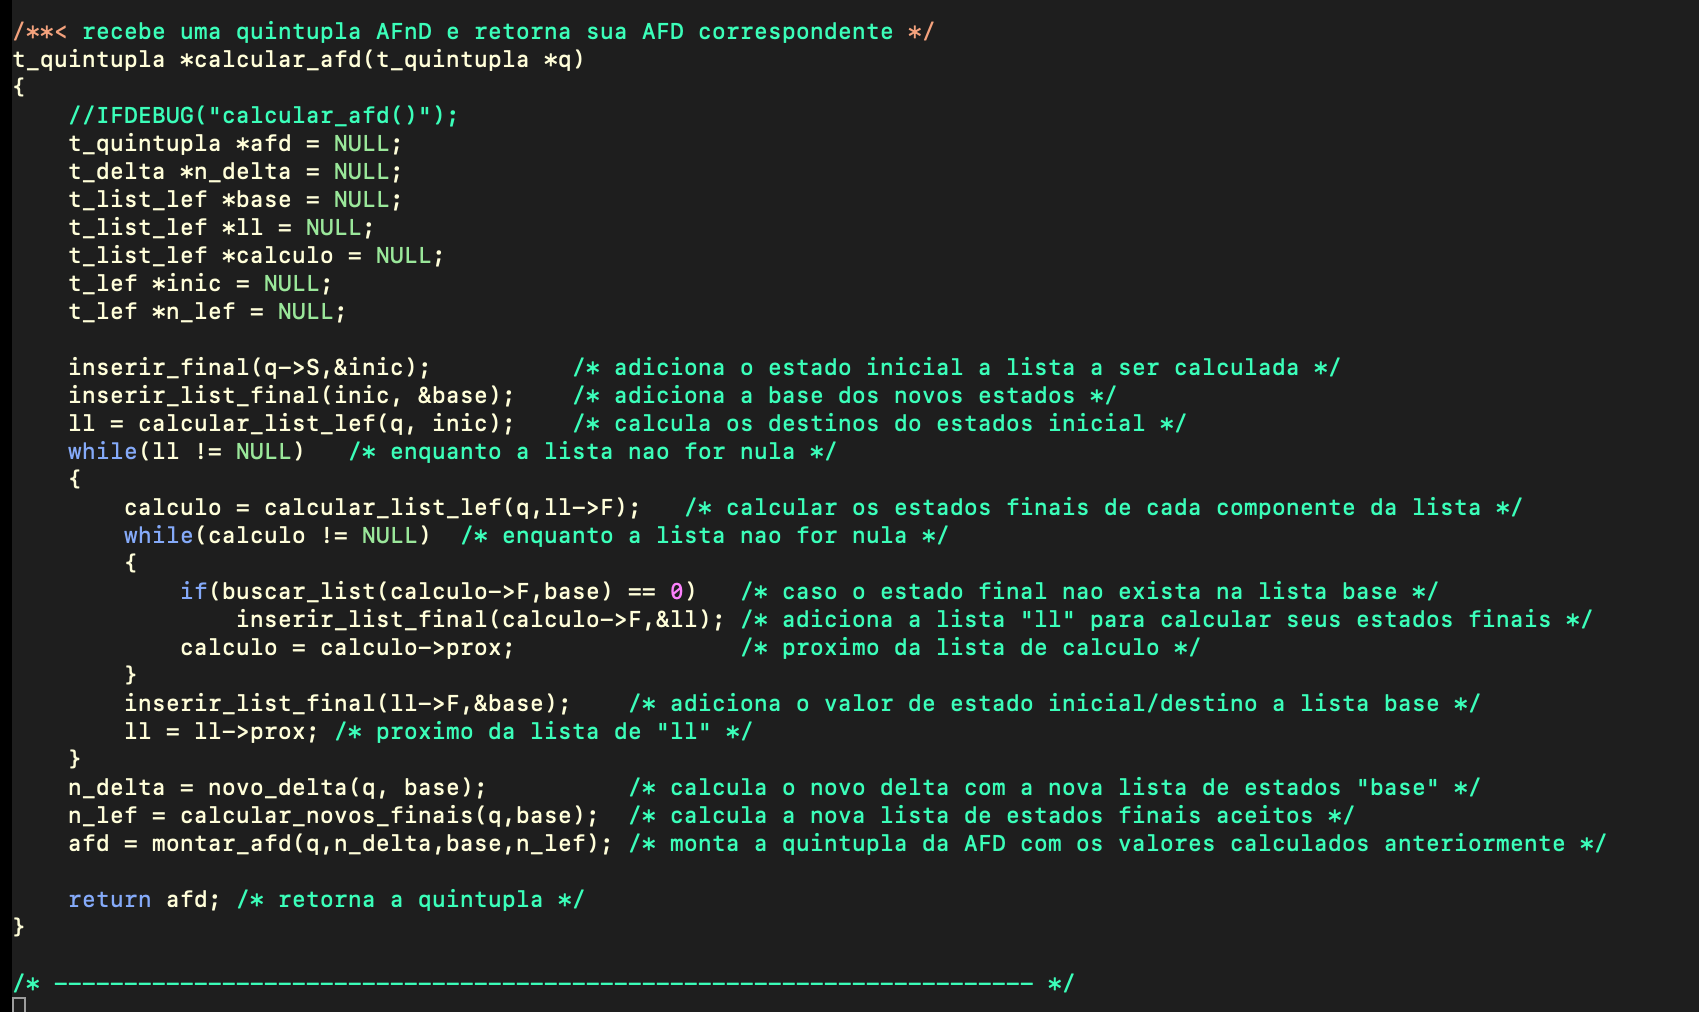 /**< recebe uma quintupla AFnD e retorna sua AFD correspondente */
t_quintupla *calcular_afd(t_quintupla *q)
{
    //IFDEBUG("calcular_afd()");
    t_quintupla *afd = NULL;
    t_delta *n_delta = NULL;
    t_list_lef *base = NULL;
    t_list_lef *ll = NULL;
    t_list_lef *calculo = NULL;
    t_lef *inic = NULL;
    t_lef *n_lef = NULL;

    inserir_final(q->S,&inic);          /* adiciona o estado inicial a lista a ser calculada */
    inserir_list_final(inic, &base);    /* adiciona a base dos novos estados */
    ll = calcular_list_lef(q, inic);    /* calcula os destinos do estados inicial */
    while(ll != NULL)   /* enquanto a lista nao for nula */
    {
        calculo = calcular_list_lef(q,ll->F);   /* calcular os estados finais de cada componente da lista */
        while(calculo != NULL)  /* enquanto a lista nao for nula */
        {
            if(buscar_list(calculo->F,base) == 0)   /* caso o estado final nao exista na lista base */
                inserir_list_final(calculo->F,&ll); /* adiciona a lista "ll" para calcular seus estados finais */
            calculo = calculo->prox;                /* proximo da lista de calculo */
        }
        inserir_list_final(ll->F,&base);    /* adiciona o valor de estado inicial/destino a lista base */
        ll = ll->prox; /* proximo da lista de "ll" */
    }
    n_delta = novo_delta(q, base);          /* calcula o novo delta com a nova lista de estados "base" */
    n_lef = calcular_novos_finais(q,base);  /* calcula a nova lista de estados finais aceitos */
    afd = montar_afd(q,n_delta,base,n_lef); /* monta a quintupla da AFD com os valores calculados anteriormente */

    return afd; /* retorna a quintupla */
}

/* ---------------------------------------------------------------------- */